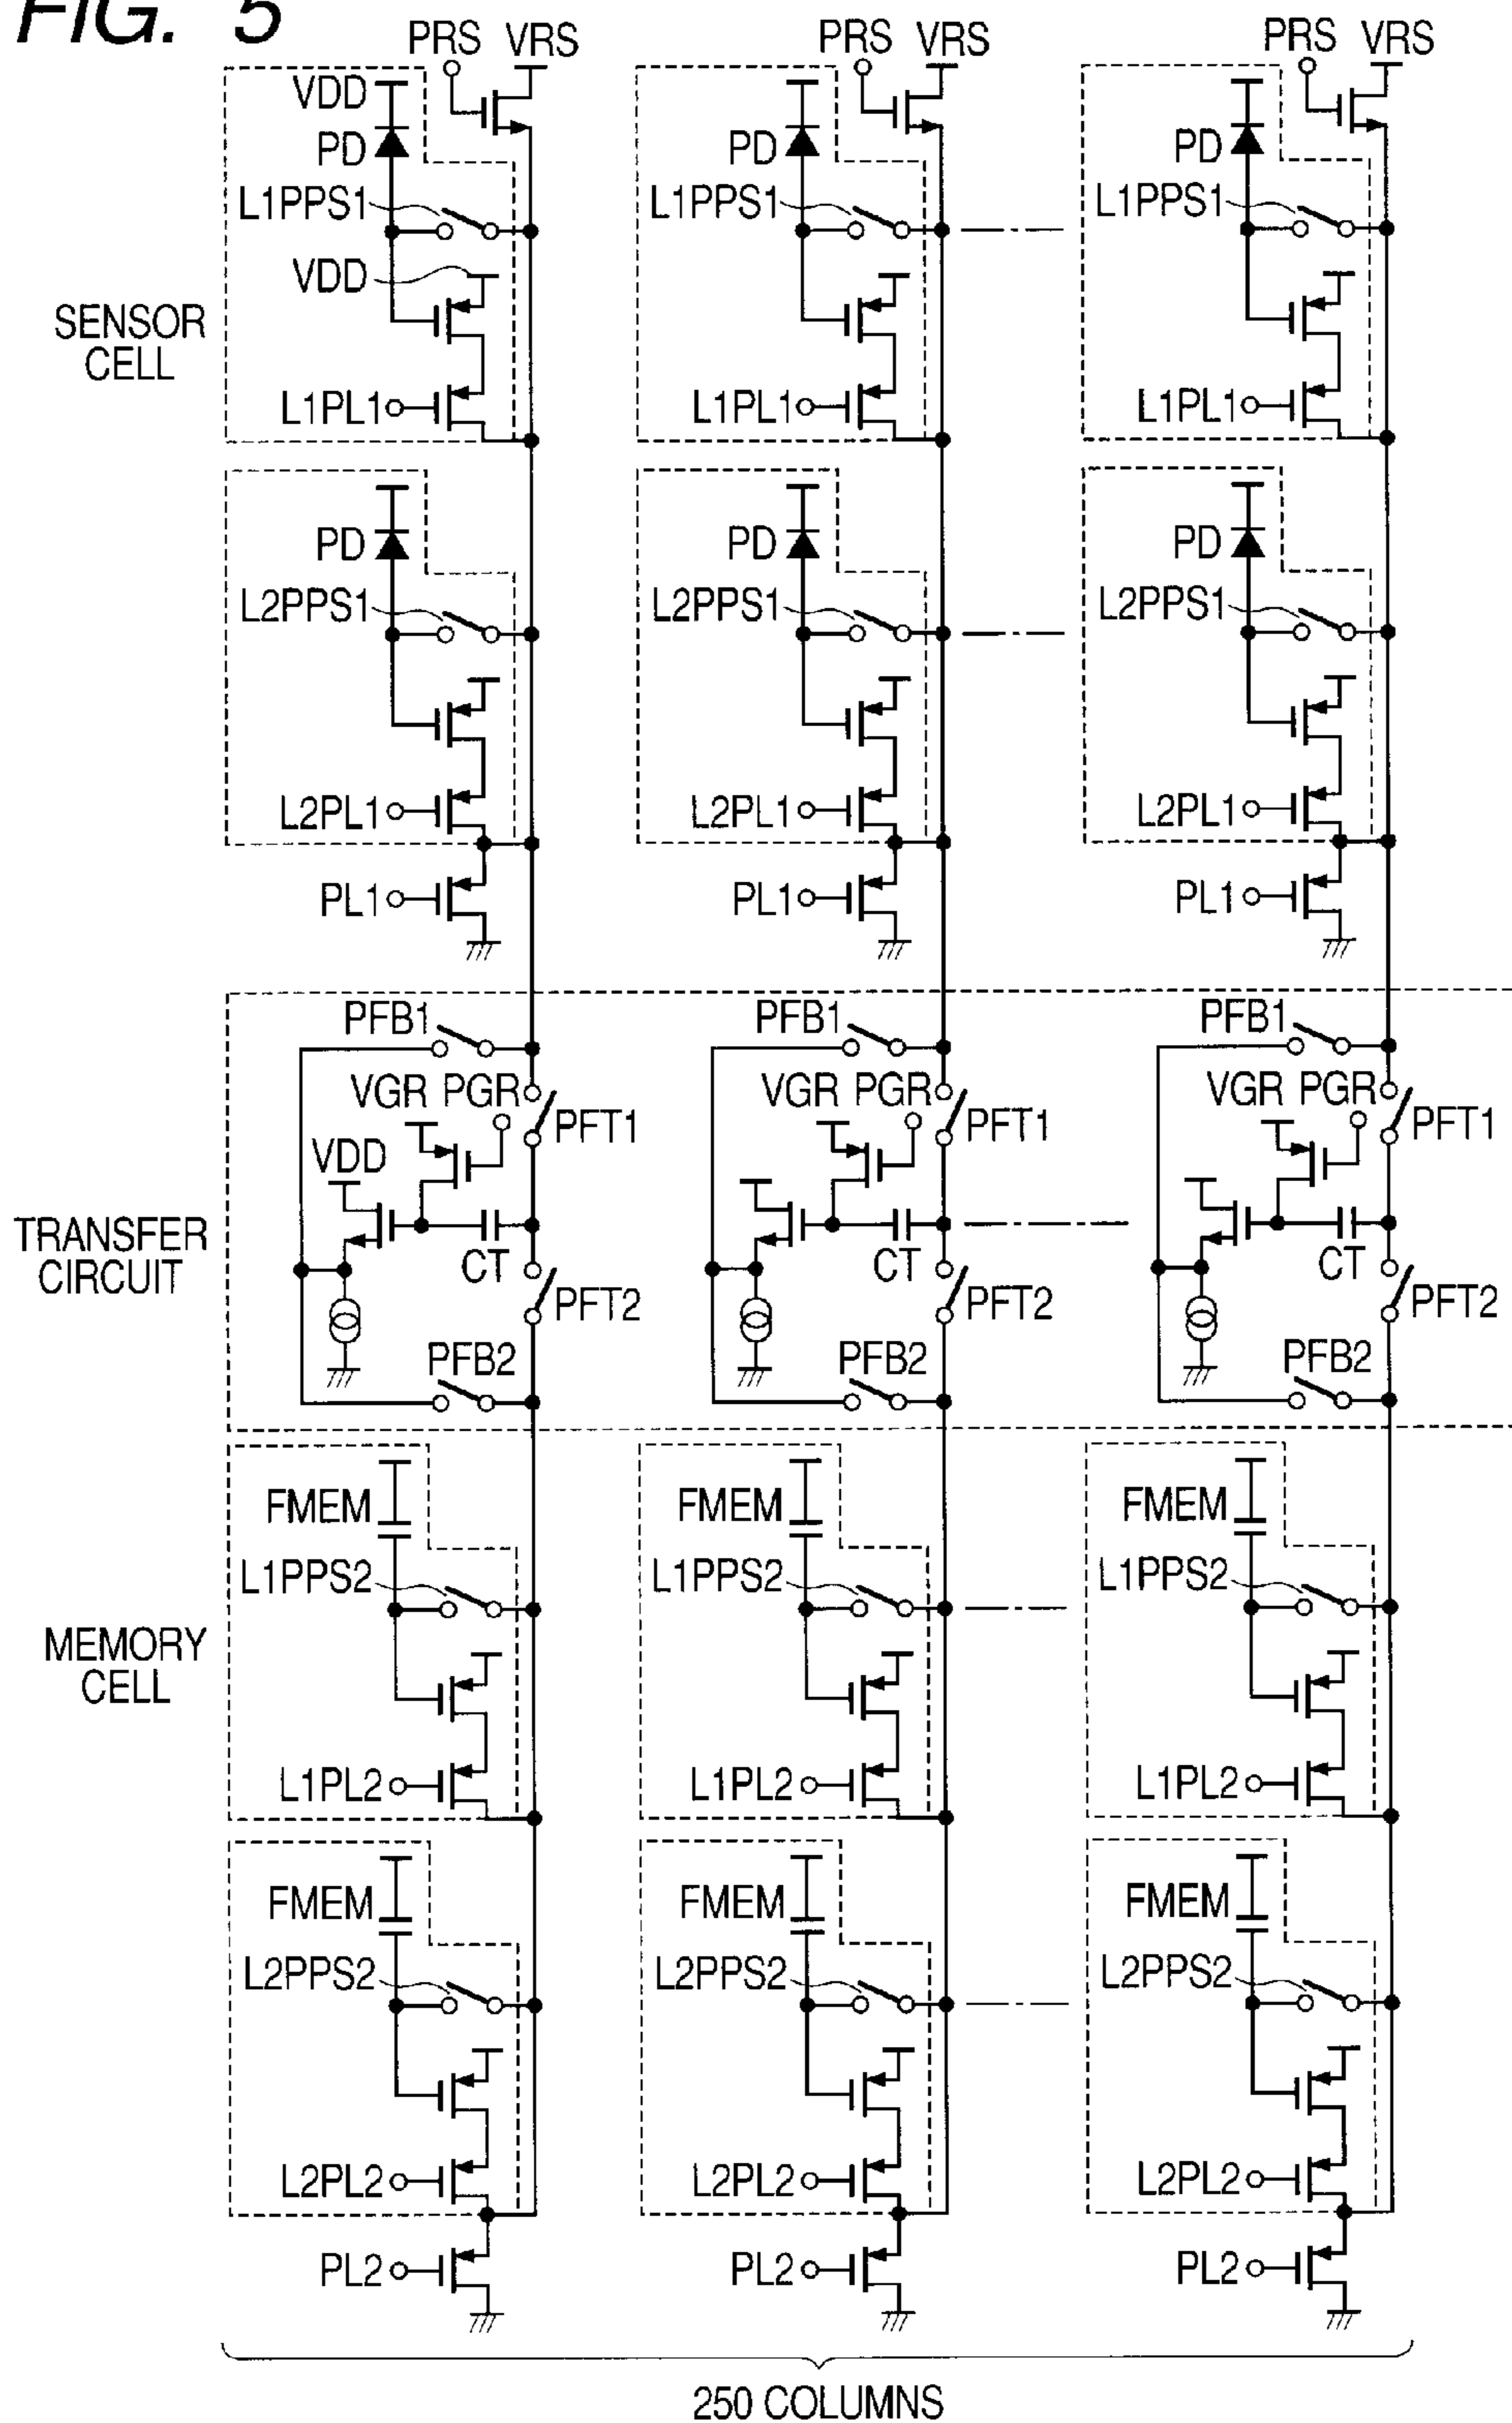 FIG. 5
PRS VRS PRS VRS PRS VRS
VDD
PD PD PD
L1PPS1 L1PPS1 L1PPS1
VDD
SENSOR
CELL
L1PL1 L1PL1 L1PL1
PD PD PD
L2PPS1 L2PPS1 L2PPS1
L2PL1 L2PL1 L2PL1
PL1 PL1 PL1
PFB1 PFB1 PFB1
VGR PGR VGR PGR VGR PGR
PFT1 PFT1 PFT1
VDD
TRANSFER
CIRCUIT
CT CT CT
PFT2 PFT2 PFT2
PFB2 PFB2 PFB2
FMEM FMEM FMEM
L1PPS2 L1PPS2 L1PPS2
MEMORY
CELL
L1PL2 L1PL2 L1PL2
FMEM FMEM FMEM
L2PPS2 L2PPS2 L2PPS2
L2PL2 L2PL2 L2PL2
PL2 PL2 PL2
250 COLUMNS